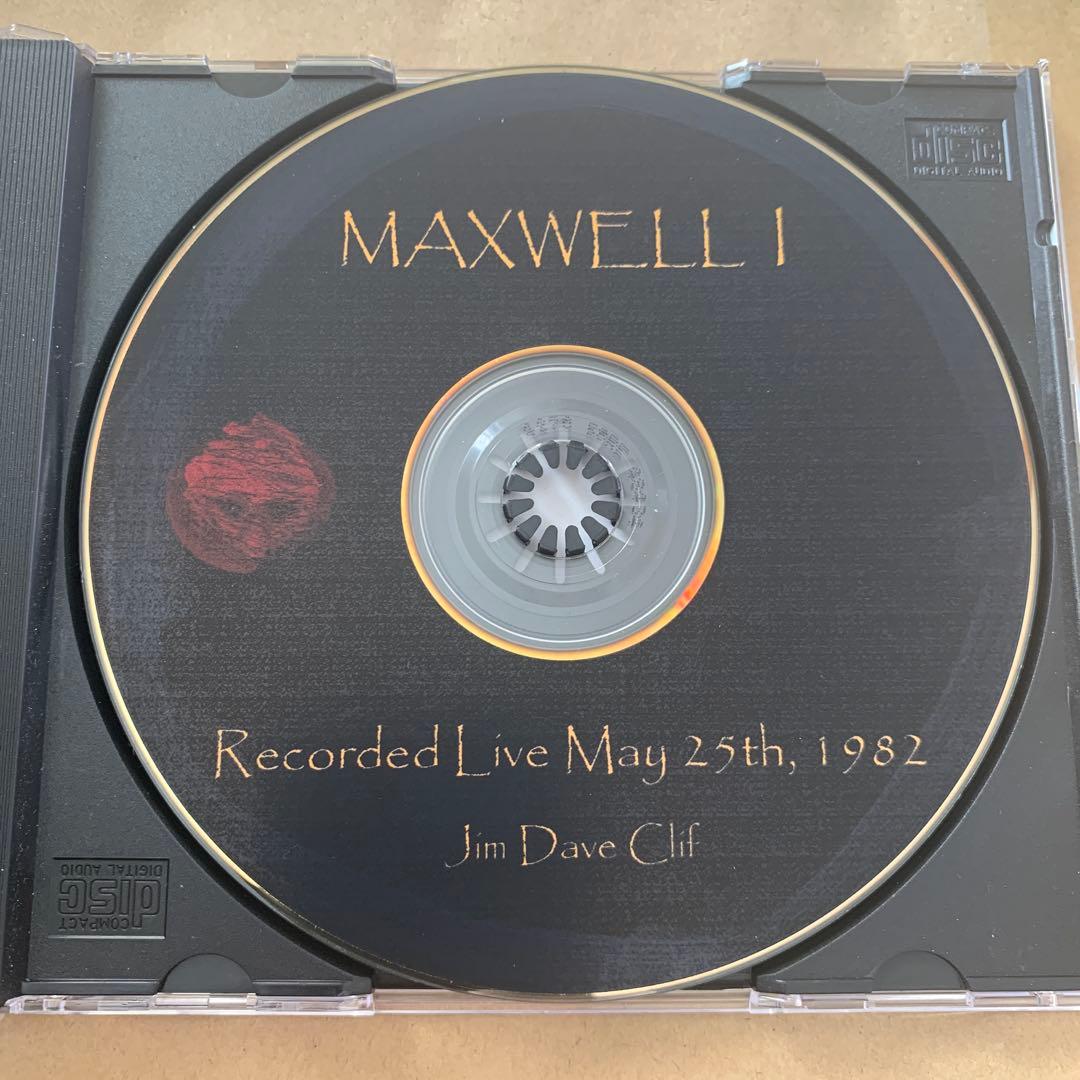 COMPACT
disc
DIGITAL AUDIO
MAXWELL I
Recorded Live May 25th, 1982
Jim Dave Clif
COMPACT
disc
DIGITAL AUDIO